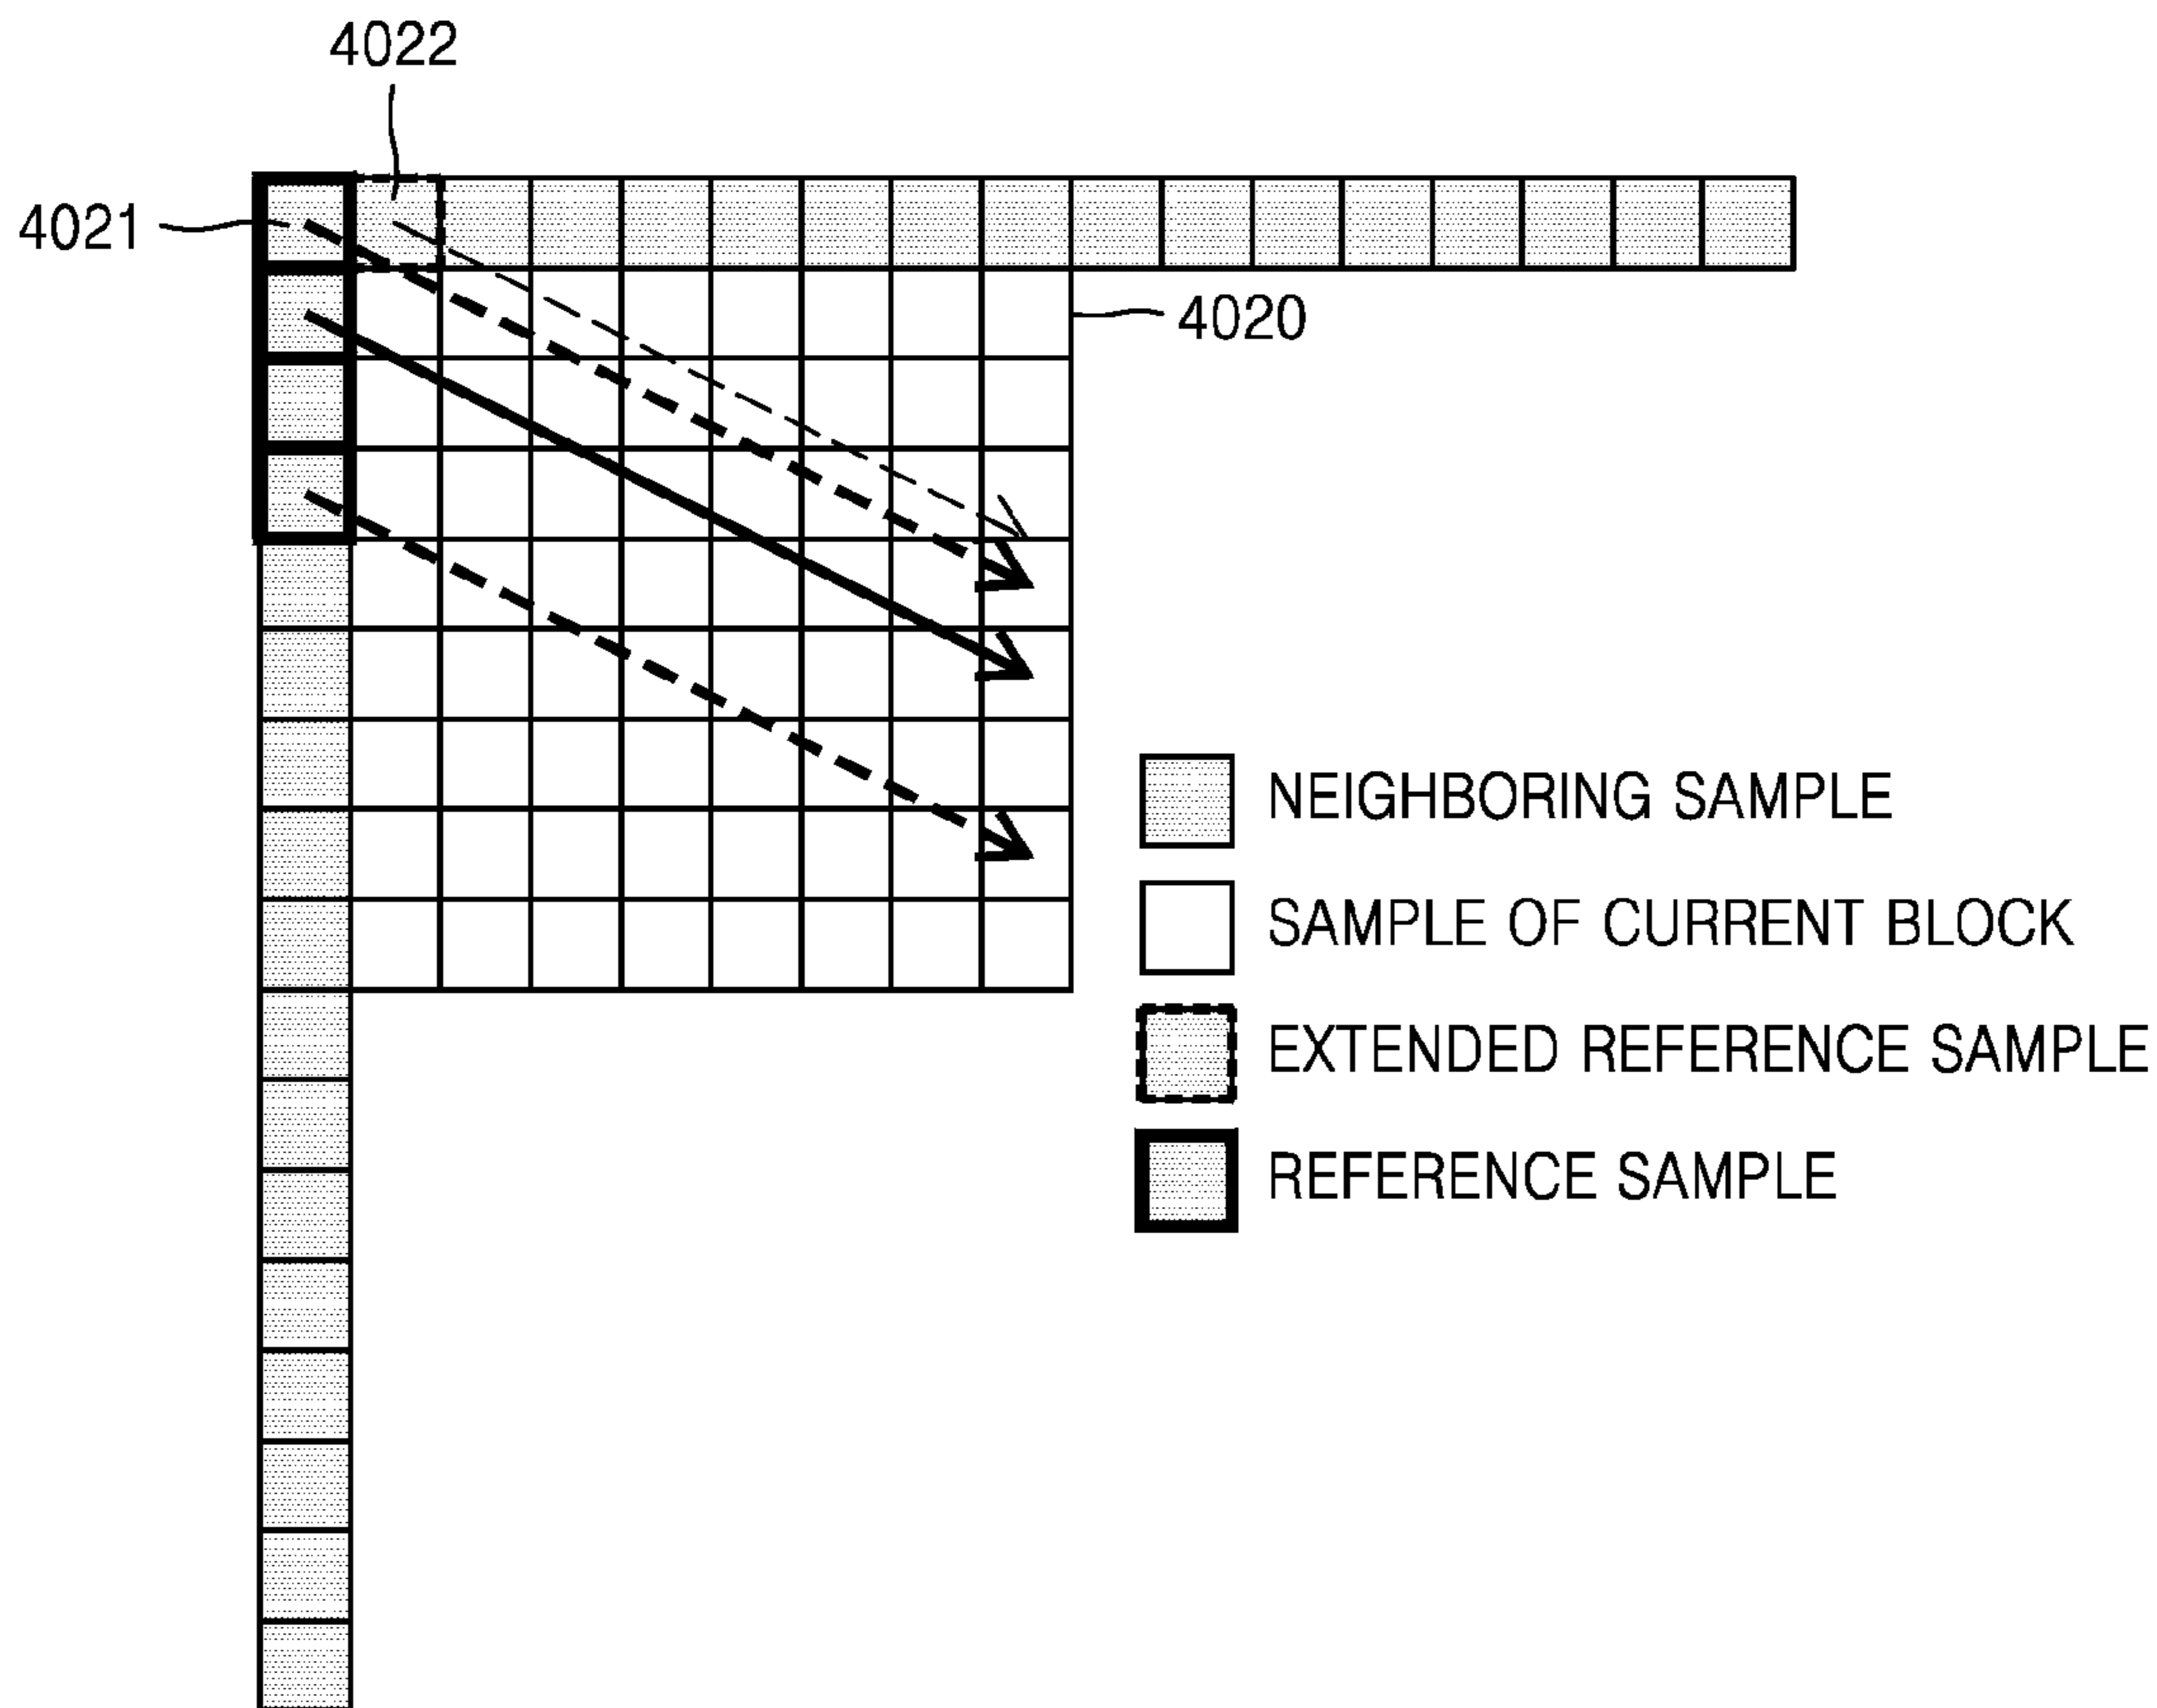 4022
4021
4020
NEIGHBORING SAMPLE
SAMPLE OF CURRENT BLOCK
EXTENDED REFERENCE SAMPLE
REFERENCE SAMPLE